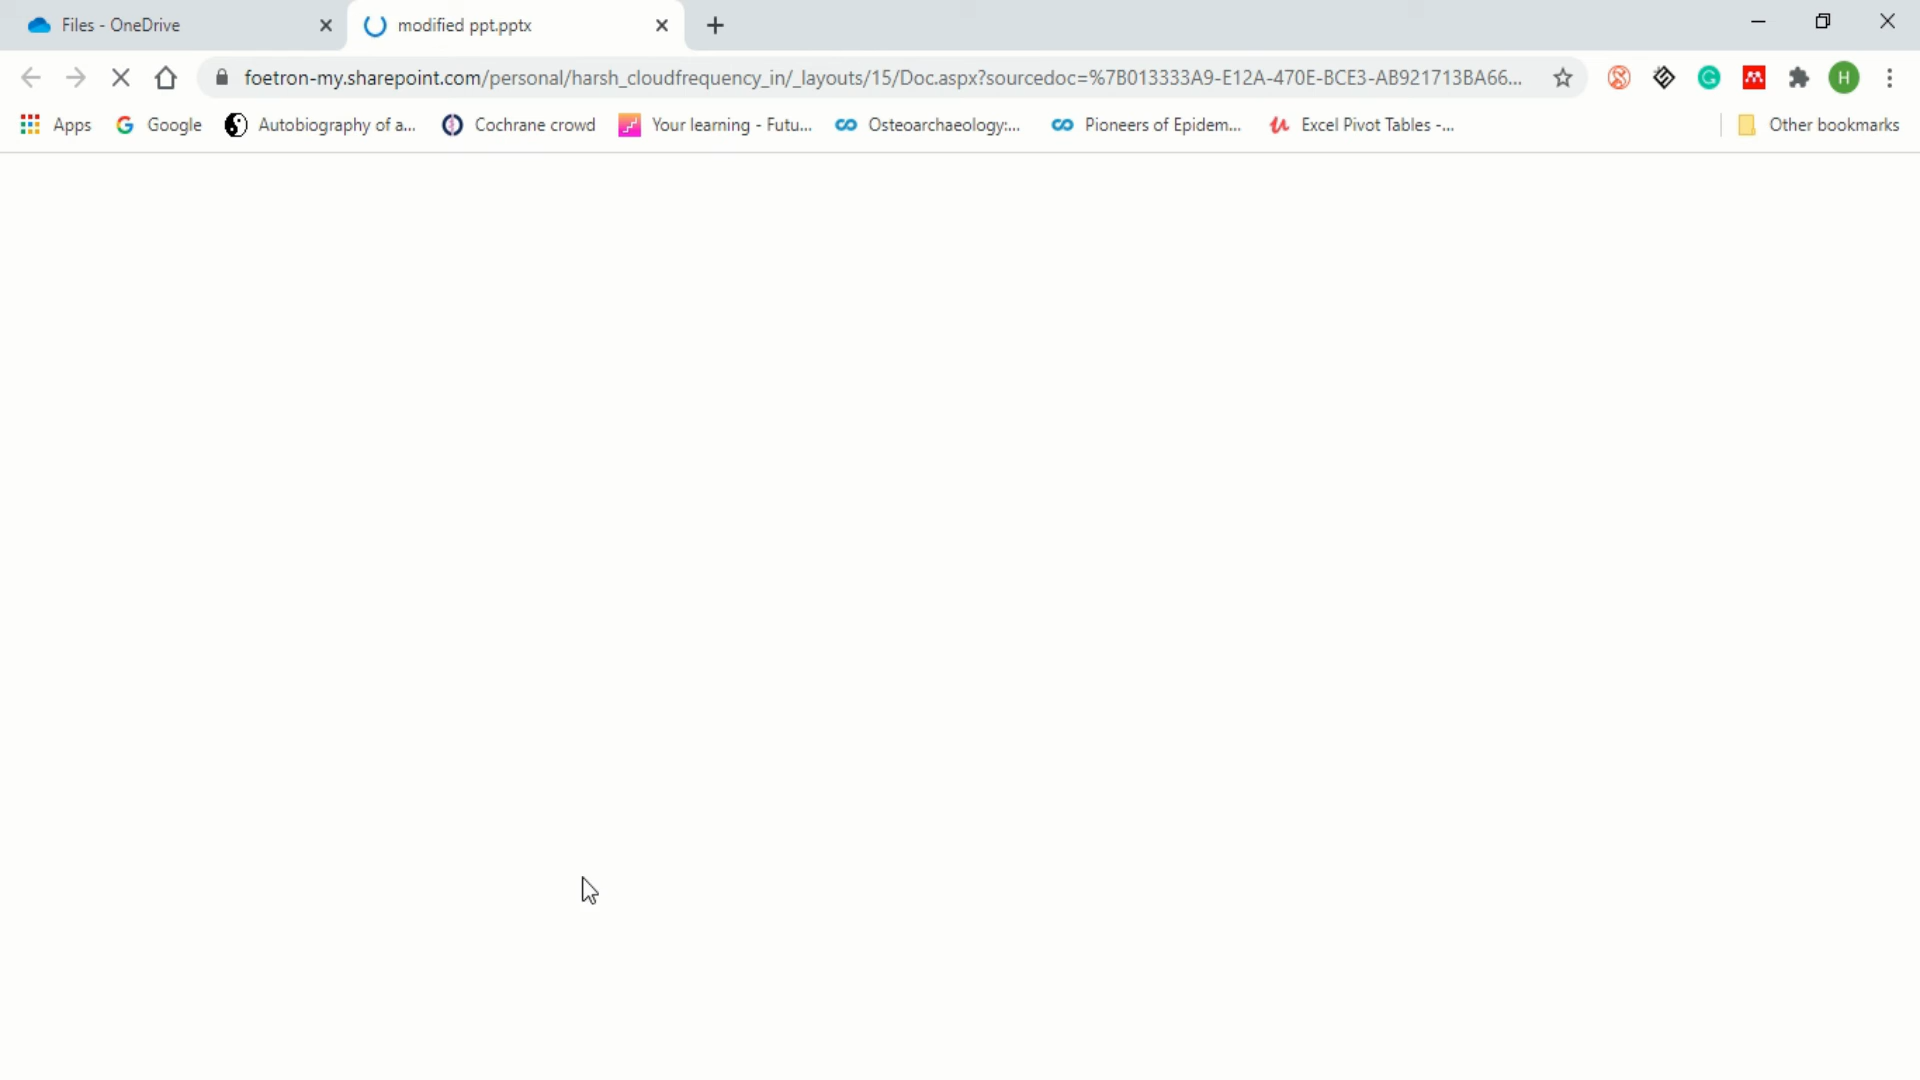 Files - OneDrive
modified ppt.pptx
foetron-my.sharepoint.com/personal/harsh_cloudfrequency_in/_layouts/15/Doc.aspx?sourcedoc=%7B013333A9-E12A-470E-BCE3-AB921713BA66...
H
Apps
Google
Autobiography of a...
Cochrane crowd
Your learning - Futu...
Osteoarchaeology:...
Pioneers of Epidem...
Excel Pivot Tables -...
Other bookmarks